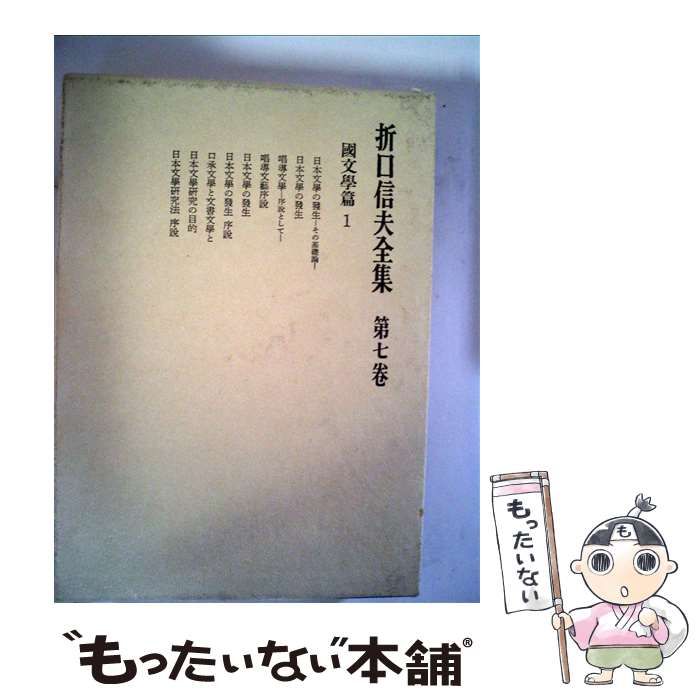 折口信夫全集 第七卷
國文學篇 1
日本文學の發生—その基礎論—
日本文學の發生
唱導文學—序說として—
唱導文藝序說
日本文學の發生
日本文學の發生 序說
口承文學と文書文學と
日本文學研究の目的
日本文學研究法 序說
も
もったいない
"もったいない本舗®